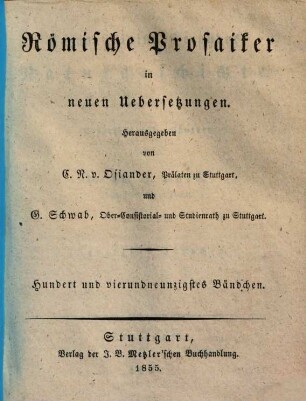 Römische Prosaiker
in
neuen Uebersetzungen.
Herausgegeben
von
C. N. v. Osiander, Prälaten zu Stuttgart,
und
G. Schwab, Ober-Consistorial- und Studienrath zu Stuttgart.
Hundert und vierundneunzigstes Bändchen.
Stuttgart,
Verlag der J. B. Metzler'schen Buchhandlung.
1855.